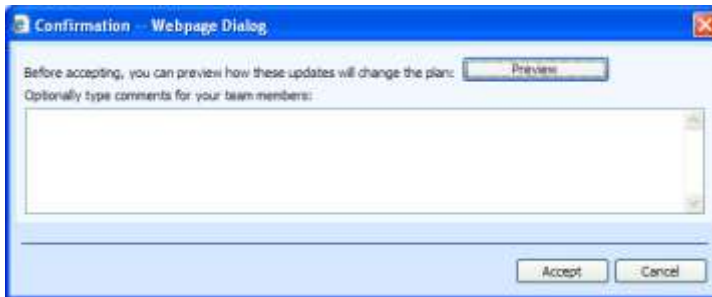 Confirmation -- Webpage Dialog
Before accepting, you can preview how these updates will change the plan: Preview
Optionally type comments for your team members:
Accept Cancel